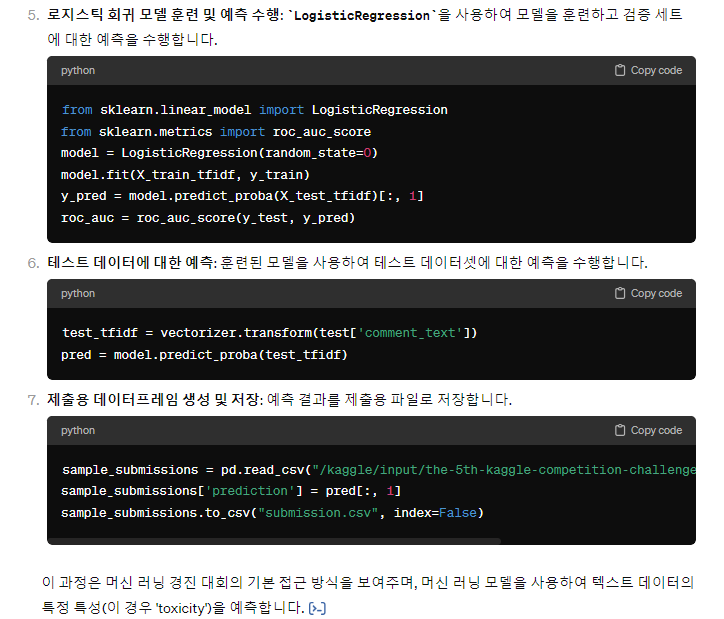 5. 로지스틱 회귀 모델 훈련 및 예측 수행: `LogisticRegression`을 사용하여 모델을 훈련하고 검증 세트
에 대한 예측을 수행합니다.
python Copy code
from sklearn.linear_model import LogisticRegression
from sklearn.metrics import roc_auc_score
model = LogisticRegression(random_state=0)
model.fit(X_train_tfidf, y_train)
y_pred = model.predict_proba(X_test_tfidf)[:, 1]
roc_auc = roc_auc_score(y_test, y_pred)
6. 테스트 데이터에 대한 예측: 훈련된 모델을 사용하여 테스트 데이터셋에 대한 예측을 수행합니다.
python Copy code
test_tfidf = vectorizer.transform(test['comment_text'])
pred = model.predict_proba(test_tfidf)
7. 제출용 데이터프레임 생성 및 저장: 예측 결과를 제출용 파일로 저장합니다.
python Copy code
sample_submissions = pd.read_csv("/kaggle/input/the-5th-kaggle-competition-challenge
sample_submissions['prediction'] = pred[:, 1]
sample_submissions.to_csv("submission.csv", index=False)
이 과정은 머신 러닝 경진 대회의 기본 접근 방식을 보여주며, 머신 러닝 모델을 사용하여 텍스트 데이터의
특정 특성(이 경우 'toxicity')을 예측합니다. [>_]